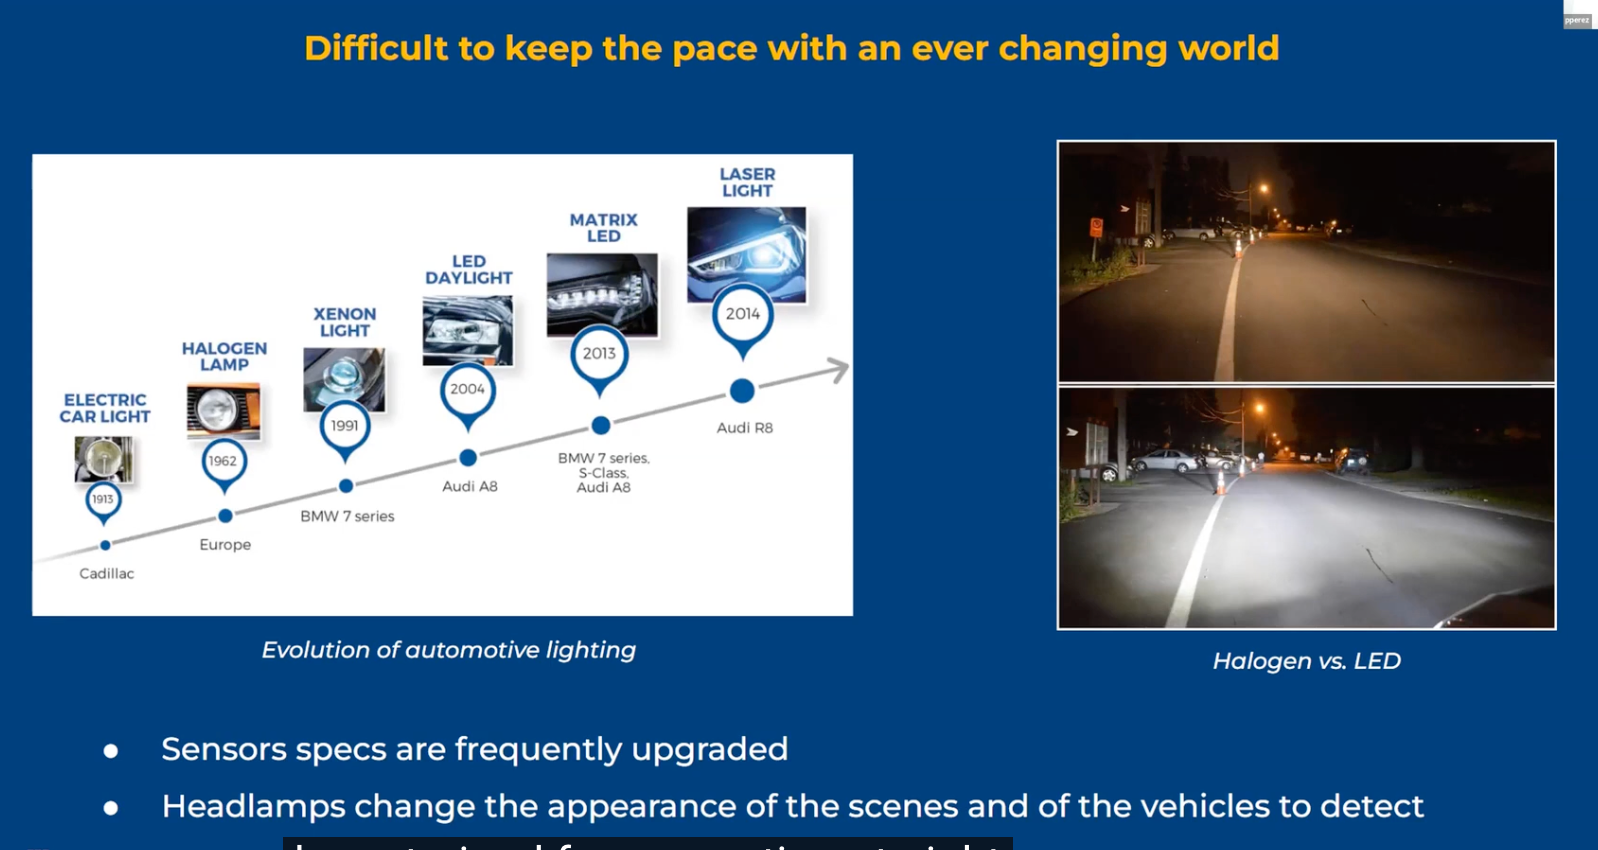 pperez
Difficult to keep the pace with an ever changing world
LASER
LIGHT
MATRIX
LED
LED
DAYLIGHT
XENON
LIGHT
HALOGEN
LAMP
ELECTRIC
CAR LIGHT
2014
2013
2004
1991
1962
1913
Audi R8
BMW 7 series,
S-Class,
Audi A8
Audi A8
BMW 7 series
Europe
Cadillac
Evolution of automotive lighting
Halogen vs. LED
● Sensors specs are frequently upgraded
● Headlamps change the appearance of the scenes and of the vehicles to detect